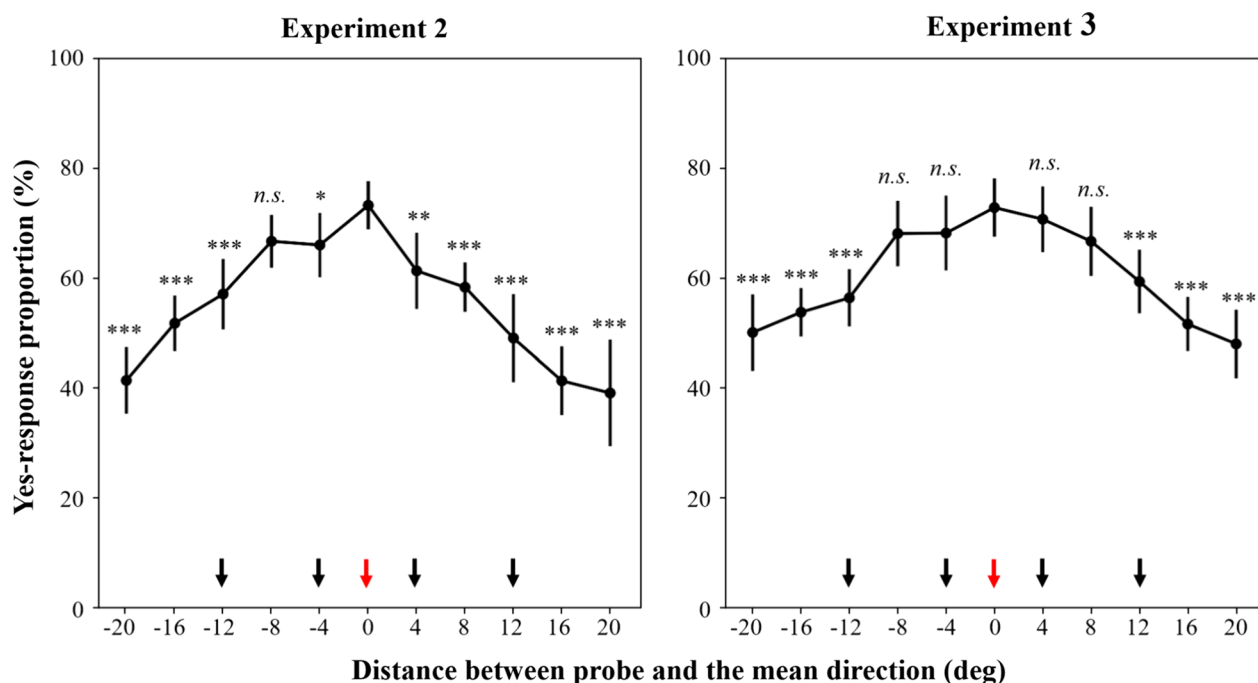 Experiment 2
Experiment 3
Yes-response proportion (%)
100
80
60
40
20
0
***
***
***
n.s.
*
**
***
***
***
***
-20 -16 -12 -8 -4 0 4 8 12 16 20
100
80
60
40
20
0
***
***
***
n.s.
n.s.
n.s.
n.s.
***
***
***
-20 -16 -12 -8 -4 0 4 8 12 16 20
Distance between probe and the mean direction (deg)